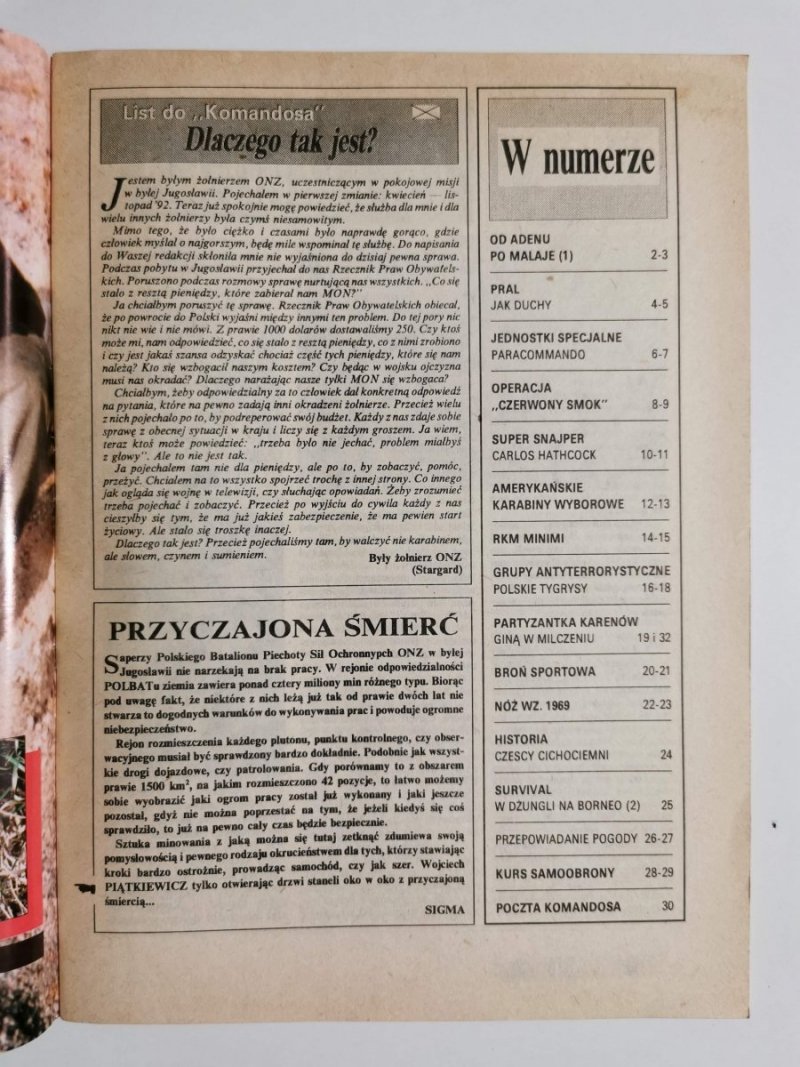 List do „Komandosa"
Dlaczego tak jest?
Jestem byłym żołnierzem ONZ, uczestniczącym w pokojowej misji
w byłej Jugosławii. Pojechałem w pierwszej zmianie: kwiecień — lis-
topad '92. Teraz już spokojnie mogę powiedzieć, że służba dla mnie i dla
wielu innych żołnierzy była czymś niesamowitym.
Mimo tego, że było ciężko i czasami było naprawdę gorąco, gdzie
człowiek myślał o najgorszym, będę mile wspominał tę służbę. Do napisania
do Waszej redakcji skłoniła mnie nie wyjaśniona do dzisiaj pewna sprawa.
Podczas pobytu w Jugosławii przyjechał do nas Rzecznik Praw Obywatels-
kich. Poruszono podczas rozmowy sprawę nurtującą nas wszystkich. „Co się
stało z resztą pieniędzy, które zabierał nam MON?"
Ja chciałbym poruszyć tę sprawę. Rzecznik Praw Obywatelskich obiecał,
że po powrocie do Polski wyjaśni między innymi ten problem. Do tej pory nic
nikt nie wie i nie mówi. Z prawie 1000 dolarów dostawaliśmy 250. Czy ktoś
może mi, nam odpowiedzieć, co się stało z resztą pieniędzy, co z nimi zrobiono
i czy jest jakaś szansa odzyskać chociaż część tych pieniędzy, które się nam
należą? Kto się wzbogacił naszym kosztem? Czy będąc w wojsku ojczyzna
musi nas okradać? Dlaczego narażając nasze tyłki MON się wzbogaca?
Chciałbym, żeby odpowiedzialny za to człowiek dał konkretną odpowiedź
na pytania, które na pewno zadają inni okradzeni żołnierze. Przecież wielu
z nich pojechało po to, by podreperować swój budżet. Każdy z nas zdaje sobie
sprawę z obecnej sytuacji w kraju i liczy się z każdym groszem. Ja wiem,
teraz ktoś może powiedzieć: „trzeba było nie jechać, problem miałbyś
z głowy". Ale to nie jest tak.
Ja pojechałem tam nie dla pieniędzy, ale po to, by zobaczyć, pomóc,
przeżyć. Chciałem na to wszystko spojrzeć trochę z innej strony. Co innego
jak ogląda się wojnę w telewizji, czy słuchając opowiadań. Żeby zrozumieć
trzeba pojechać i zobaczyć. Przecież po wyjściu do cywila każdy z nas
cieszyłby się tym, że ma już jakieś zabezpieczenie, że ma pewien start
życiowy. Ale stało się troszkę inaczej.
Dlaczego tak jest? Przecież pojechaliśmy tam, by walczyć nie karabinem,
ale słowem, czynem i sumieniem.
Były żołnierz ONZ
(Stargard)
PRZYCZAJONA ŚMIERĆ
Saperzy Polskiego Batalionu Piechoty Sił Ochronnypch ONZ w byłej
Jugosławii nie narzekają na brak pracy. W rejonie odpowiedzialności
POLBATu ziemia zawiera ponad cztery miliony min różnego typu. Biorąc
pod uwagę fakt, że niektóre z nich leżą już tak od prawie dwóch lat nie
stwarza to dogodnych warunków do wykonywania prac i powoduje ogromne
niebezpieczeństwo.
Rejon rozmieszczenia każdego plutonu, punktu kontrolnego, czy obser-
wacyjnego musiał być sprawdzony bardzo dokładnie. Podobnie jak wszyst-
kie drogi dojazdowe, czy patrolowania. Gdy porównamy to z obszarem
prawie 1500 km², na jakim rozmieszczono 42 pozycje, to łatwo możemy
sobie wyobrazić jaki ogrom pracy został już wykonany i jaki jeszcze
pozostał, gdyż nie można poprzestać na tym, że jeżeli kiedyś się coś
sprawdziło, to już na pewno cały czas będzie bezpiecznie.
Sztuka minowania z jaką można się tutaj zetknąć zdumiewa swoją
pomysłowością i pewnego rodzaju okrucieństwem dla tych, którzy stawiając
kroki bardzo ostrożnie, prowadząc samochód, czy jak szer. Wojciech
PIĄTKIEWICZ tylko otwierając drzwi stanęli oko w oko z przyczajoną
śmiercią...
SIGMA
W numerze
OD ADENU
PO MALAJE (1) 2-3
PRAL
JAK DUCHY 4-5
JEDNOSTKI SPECJALNE
PARACOMMANDO 6-7
OPERACJA
„CZERWONY SMOK" 8-9
SUPER SNAJPER
CARLOS HATHCOCK 10-11
AMERYKAŃSKIE
KARABINY WYBOROWE 12-13
RKM MINIMI 14-15
GRUPY ANTYTERRORYSTYCZNE
POLSKIE TYGRYSY 16-18
PARTYZANTKA KARENÓW
GINĄ W MILCZENIU 19 i 32
BROŃ SPORTOWA 20-21
NÓŻ WZ. 1969 22-23
HISTORIA
CZESCY CICHOCIEMNI 24
SURVIVAL
W DŻUNGLI NA BORNEO (2) 25
PRZEPOWIADANIE POGODY 26-27
KURS SAMOOBRONY 28-29
POCZTA KOMANDOSA 30